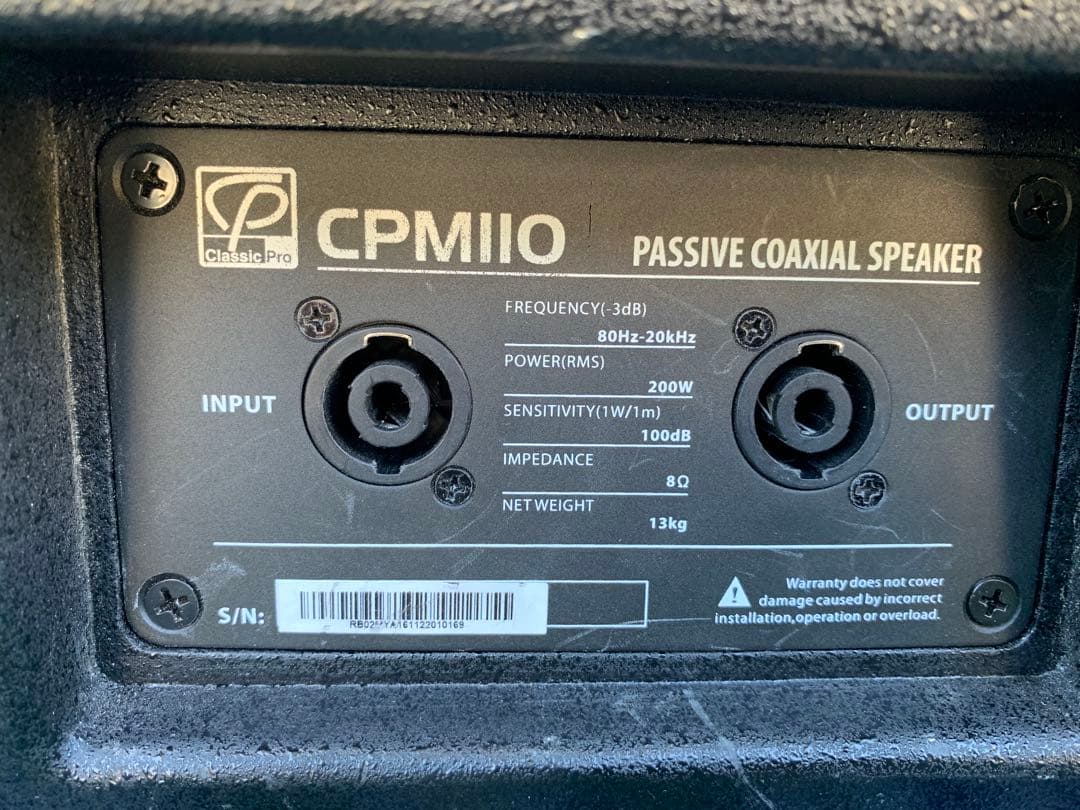 CP
Classic Pro
CPM110
PASSIVE COAXIAL SPEAKER
INPUT
FREQUENCY(-3dB)
80Hz-20kHz
POWER(RMS)
200W
SENSITIVITY(1W/1m)
100dB
IMPEDANCE
8Ω
NET WEIGHT
13kg
OUTPUT
S/N:
Warranty does not cover
damage caused by incorrect
installation,operation or overload.